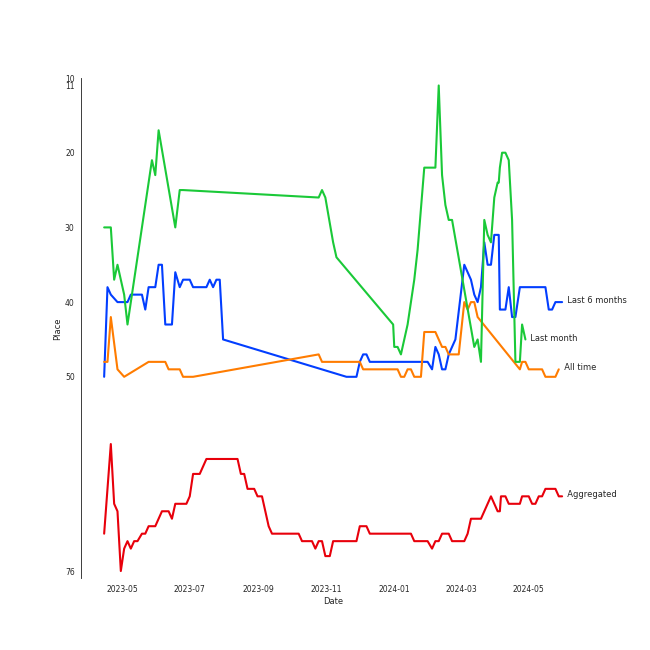 10
11
20
30
40
50
76
Place
Last 6 months
Last month
All time
Aggregated
2023-05 2023-07 2023-09 2023-11 2024-01 2024-03 2024-05
Date